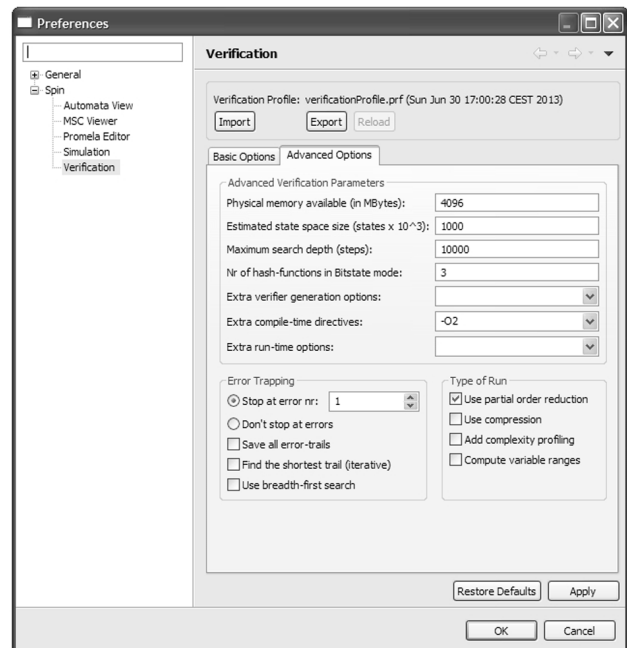 Preferences
General
Spin
Automata View
MSC Viewer
Promela Editor
Simulation
Verification
Verification
Verification Profile: verificationProfile.prf (Sun Jun 30 17:00:28 CEST 2013)
Import Export Reload
Basic Options Advanced Options
Advanced Verification Parameters
Physical memory available (in MBytes): 4096
Estimated state space size (states x 10^3): 1000
Maximum search depth (steps): 10000
Nr of hash-functions in Bitstate mode: 3
Extra verifier generation options:
Extra compile-time directives: -O2
Extra run-time options:
Error Trapping
Stop at error nr: 1
Don't stop at errors
Save all error-trails
Find the shortest trail (iterative)
Use breadth-first search
Type of Run
Use partial order reduction
Use compression
Add complexity profiling
Compute variable ranges
Restore Defaults Apply
OK Cancel